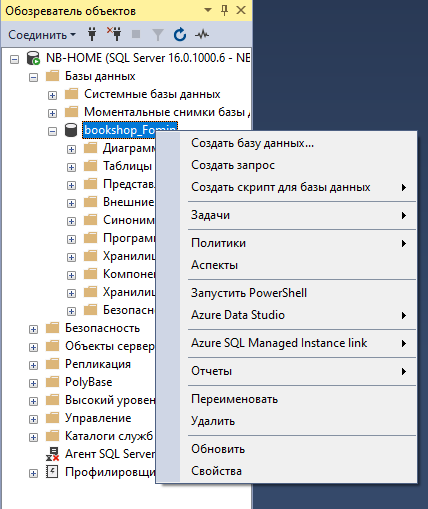 Обозреватель объектов
Соединить
NB-HOME (SQL Server 16.0.1000.6 - NE
Базы данных
Системные базы данных
Моментальные снимки базы
bookshop_Fomin
Диаграмм
Таблицы
Представл
Внешние
Синоним
Програм
Хранилиц
Компоне
Хранилиц
Безопасн
Безопасность
Объекты сервер
Репликация
PolyBase
Высокий уровен
Управление
Каталоги служб
Агент SQL Server
Профилировщи
Создать базу данных...
Создать запрос
Создать скрипт для базы данных
Задачи
Политики
Аспекты
Запустить PowerShell
Azure Data Studio
Azure SQL Managed Instance link
Отчеты
Переименовать
Удалить
Обновить
Свойства